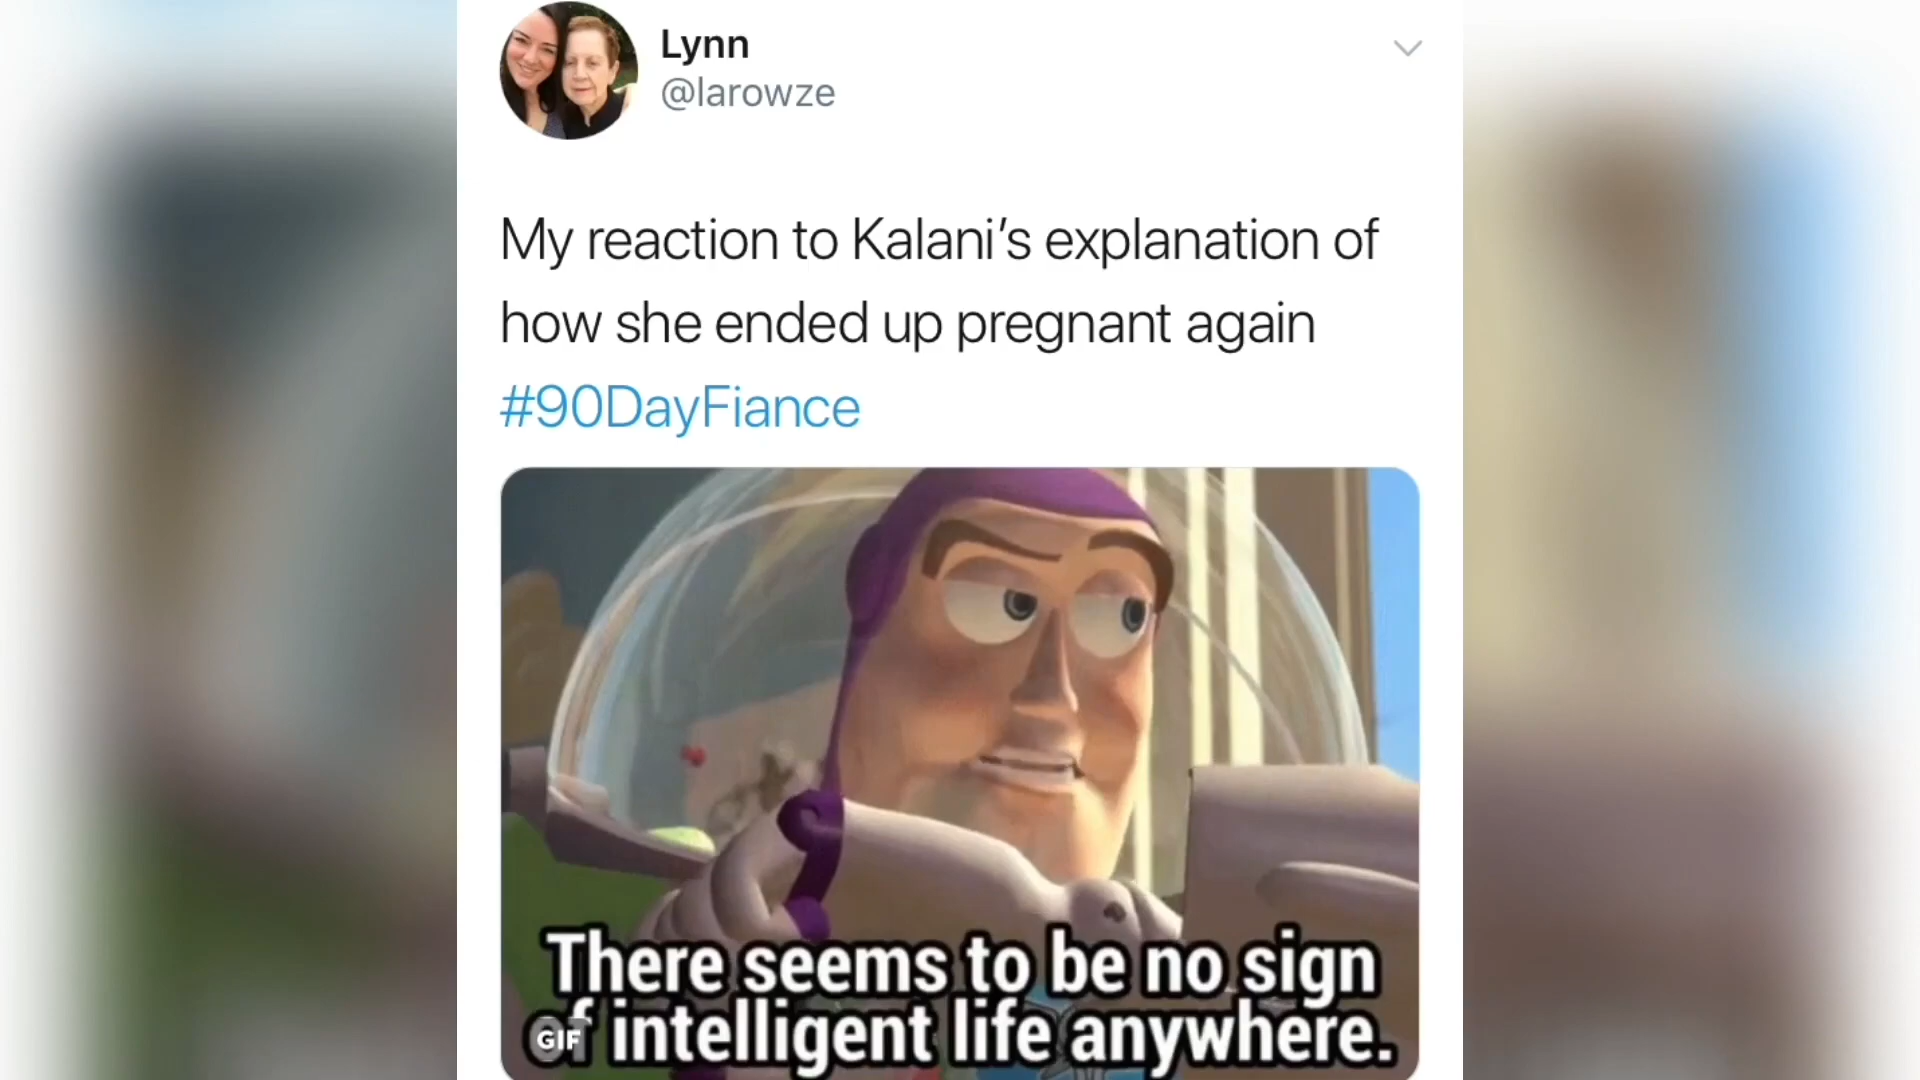 Lynn
@larowze
My reaction to Kalani's explanation of
how she ended up pregnant again
#90DayFiance
There seems to be no sign
of intelligent life anywhere.
GIF